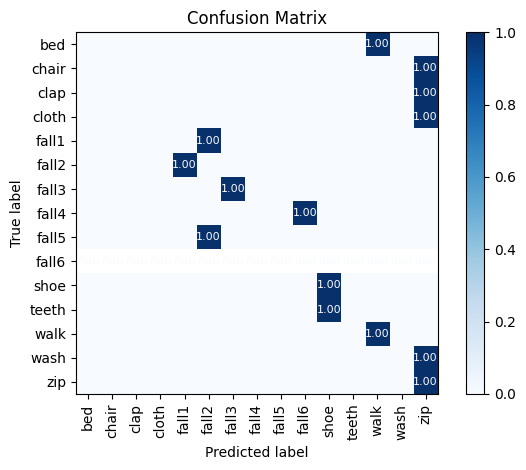 Confusion Matrix
True label
bed 1.00
chair 1.00
clap 1.00
cloth 1.00
fall1 1.00
fall2 1.00
fall3 1.00
fall4 1.00
fall5 1.00
fall6
shoe 1.00
teeth 1.00
walk 1.00
wash 1.00
zip 1.00
bed chair clap cloth fall1 fall2 fall3 fall4 fall5 fall6 shoe teeth walk wash zip
Predicted label
1.0
0.8
0.6
0.4
0.2
0.0